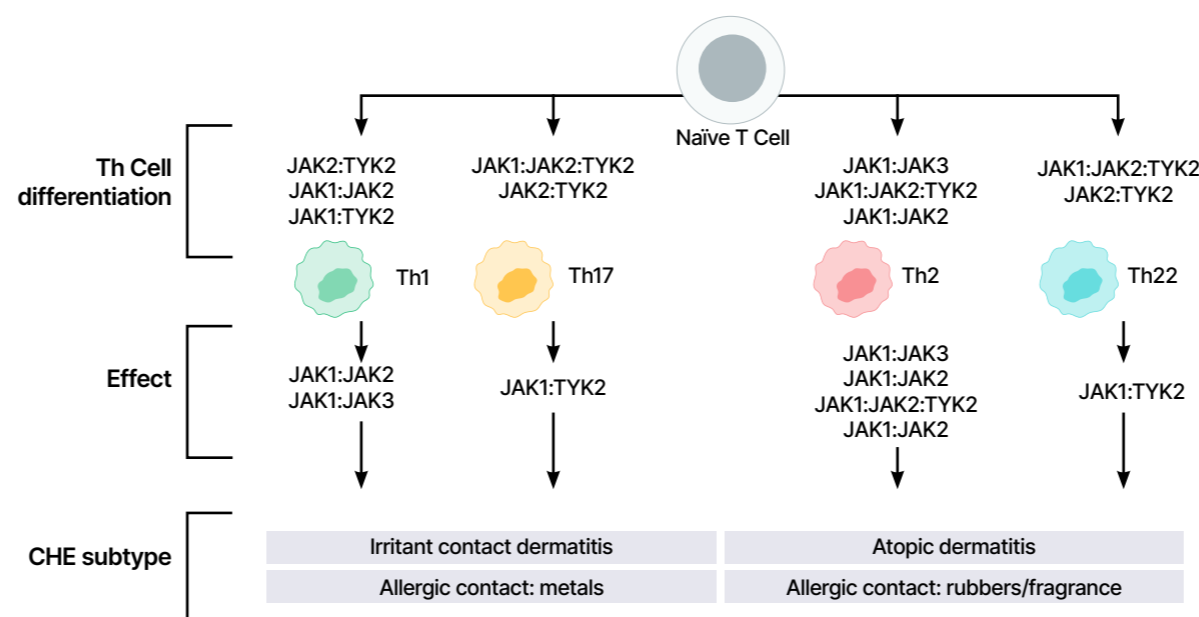 Naïve T Cell
Th Cell
differentiation
JAK2:TYK2
JAK1:JAK2
JAK1:TYK2
JAK1:JAK2:TYK2
JAK2:TYK2
JAK1:JAK3
JAK1:JAK2:TYK2
JAK1:JAK2
JAK1:JAK2:TYK2
JAK2:TYK2
Th1
Th17
Th2
Th22
Effect
JAK1:JAK2
JAK1:JAK3
JAK1:TYK2
JAK1:JAK3
JAK1:JAK2
JAK1:JAK2:TYK2
JAK1:JAK2
JAK1:TYK2
CHE subtype
Irritant contact dermatitis
Atopic dermatitis
Allergic contact: metals
Allergic contact: rubbers/fragrance